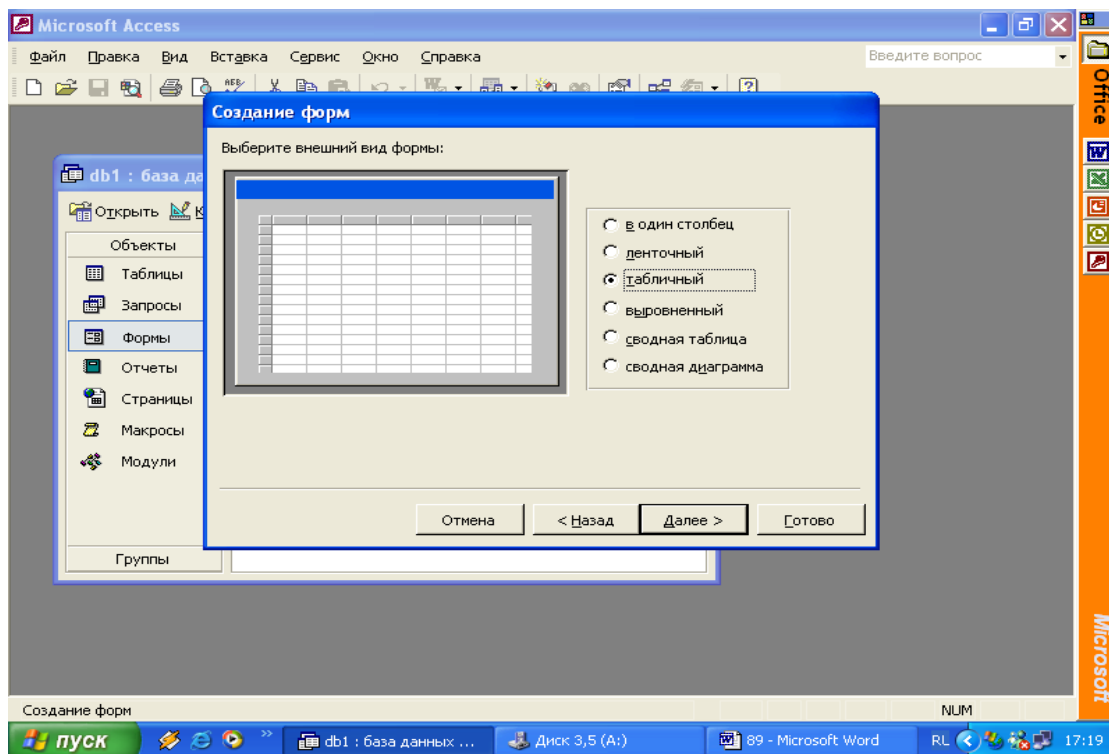 Microsoft Access
Файл Правка Вид Вставка Сервис Окно Справка
Введите вопрос
Создание форм
Выберите внешний вид формы:
в один столбец
ленточный
табличный
выровненный
сводная таблица
сводная диаграмма
Отмена
< Назад
Далее >
Готово
db1 : база да
Открыть К
Объекты
Таблицы
Запросы
Формы
Отчеты
Страницы
Макросы
Модули
Группы
Office
Microsoft
Создание форм
NUM
пуск
db1 : база данных ...
Диск 3,5 (A:)
89 - Microsoft Word
RL
17:19